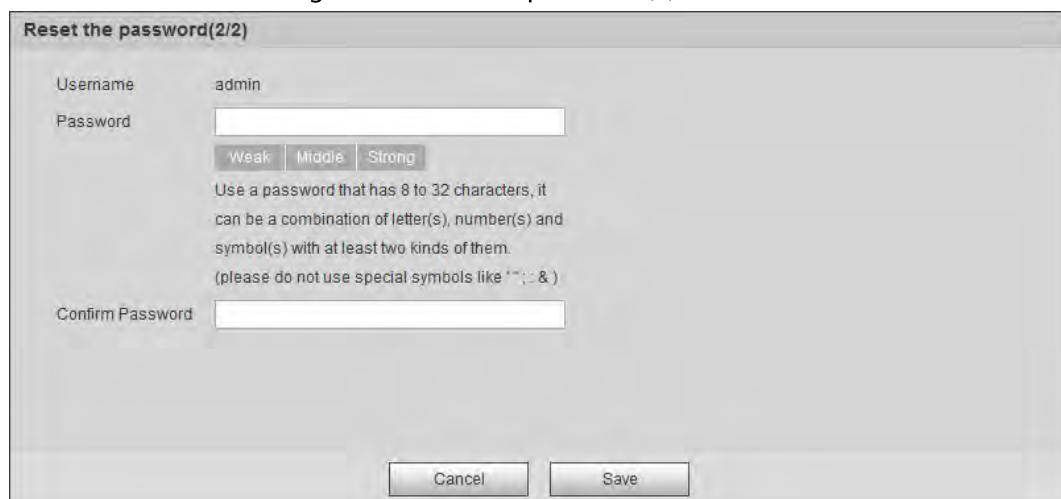 Reset the password(2/2)
Username admin
Password
Weak Middle Strong
Use a password that has 8 to 32 characters, it
can be a combination of letter(s), number(s) and
symbol(s) with at least two kinds of them.
(please do not use special symbols like ' " ; : & )
Confirm Password
Cancel Save